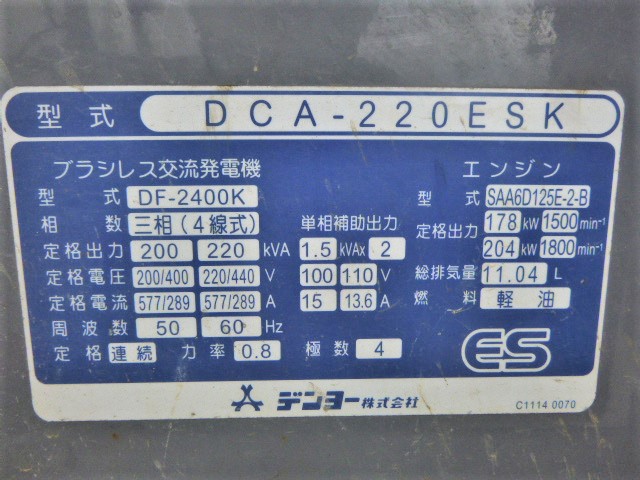 型式 DCA-220ESK
ブラシレス交流発電機
型式 DF-2400K
相数 三相(4線式) 単相補助出力
定格出力 200 220 kVA 1.5 kVAx 2
定格電圧 200/400 220/440 V 100 110 V
定格電流 577/289 577/289 A 15 13.6 A
周波数 50 60 Hz
定格 連続 力率 0.8 極数 4
エンジン
型式 SAA6D125E-2-B
定格出力 178 kW 1500 min⁻¹
204 kW 1800 min⁻¹
総排気量 11.04 L
燃料 軽油
ES
デンヨー株式会社
C1114 0070